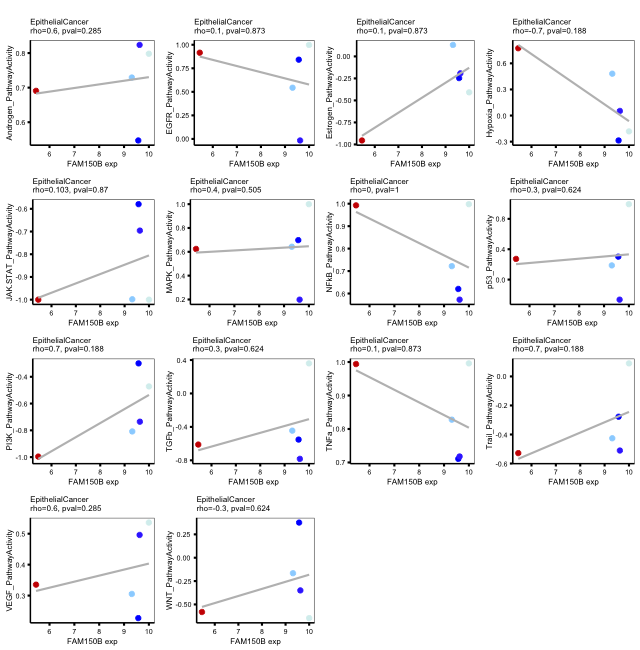 EpithelialCancer
rho=0.6, pval=0.285
Androgen_PathwayActivity
0.8
0.7
0.6
6 7 8 9 10
FAM150B exp
EpithelialCancer
rho=0.1, pval=0.873
EGFR_PathwayActivity
1.00
0.75
0.50
0.25
0.00
6 7 8 9 10
FAM150B exp
EpithelialCancer
rho=0.1, pval=0.873
Estrogen_PathwayActivity
0.00
-0.25
-0.50
-0.75
-1.00
6 7 8 9 10
FAM150B exp
EpithelialCancer
rho=-0.7, pval=0.188
Hypoxia_PathwayActivity
0.6
0.3
0.0
-0.3
6 7 8 9 10
FAM150B exp
EpithelialCancer
rho=0.103, pval=0.87
JAK.STAT_PathwayActivity
-0.6
-0.7
-0.8
-0.9
-1.0
6 7 8 9 10
FAM150B exp
EpithelialCancer
rho=0.4, pval=0.505
MAPK_PathwayActivity
1.0
0.8
0.6
0.4
0.2
6 7 8 9 10
FAM150B exp
EpithelialCancer
rho=0, pval=1
NFkB_PathwayActivity
1.0
0.9
0.8
0.7
0.6
6 7 8 9 10
FAM150B exp
EpithelialCancer
rho=0.3, pval=0.624
p53_PathwayActivity
0.8
0.4
0.0
6 7 8 9 10
FAM150B exp
EpithelialCancer
rho=0.7, pval=0.188
PI3K_PathwayActivity
-0.4
-0.6
-0.8
-1.0
6 7 8 9 10
FAM150B exp
EpithelialCancer
rho=0.3, pval=0.624
TGFb_PathwayActivity
0.4
0.0
-0.4
-0.8
6 7 8 9 10
FAM150B exp
EpithelialCancer
rho=0.1, pval=0.873
TNFa_PathwayActivity
1.0
0.9
0.8
0.7
6 7 8 9 10
FAM150B exp
EpithelialCancer
rho=0.7, pval=0.188
Trail_PathwayActivity
0.0
-0.2
-0.4
-0.6
6 7 8 9 10
FAM150B exp
EpithelialCancer
rho=0.6, pval=0.285
VEGF_PathwayActivity
0.5
0.4
0.3
6 7 8 9 10
FAM150B exp
EpithelialCancer
rho=-0.3, pval=0.624
WNT_PathwayActivity
0.25
0.00
-0.25
-0.50
6 7 8 9 10
FAM150B exp